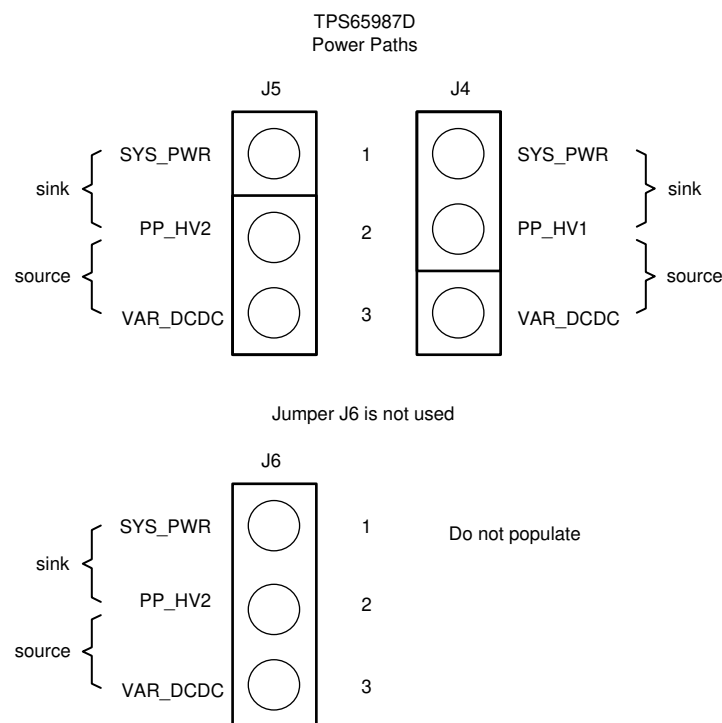 TPS65987D
Power Paths
J5
J4
SYS_PWR
1
SYS_PWR
sink
sink
PP_HV2
2
PP_HV1
source
source
VAR_DCDC
3
VAR_DCDC
Jumper J6 is not used
J6
SYS_PWR
1
Do not populate
sink
PP_HV2
2
source
VAR_DCDC
3